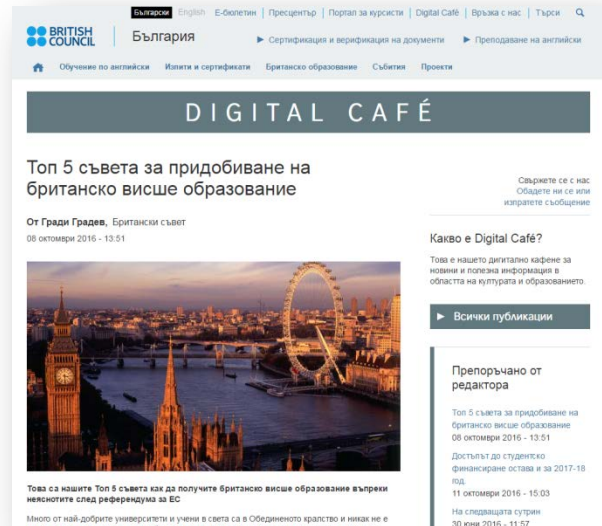 Български English Е-бюлетин Пресцентър Портал за курсисти Digital Café Връзка с нас Търси
BRITISH COUNCIL
България
Сертификация и верификация на документи Преподаване на английски
Обучение по английски Изпити и сертификати Британско образование Събития Проекти
DIGITAL CAFÉ
Топ 5 съвета за придобиване на
британско висше образование
От Гради Градев, Британски съвет
08 октомври 2016 - 13:51
Това са нашите Топ 5 съвета как да получите британско висше образование въпреки
неяснотите след референдума за ЕС
Много от най-добрите университети и учени в света са в Обединеното кралство и никак не е
Свържете се с нас
Обадете ни се или
изпратете съобщение
Какво е Digital Café?
Това е нашето дигитално кафене за
новини и полезна информация в
областта на културата и образованието.
Всички публикации
Препоръчано от
редактора
Топ 5 съвета за придобиване на
британско висше образование
08 октомври 2016 - 13:51
Достъпът до студентско
финансиране остава и за 2017-18
год.
11 октомври 2016 - 15:03
На следващата сутрин
30 юни 2016 - 11:57